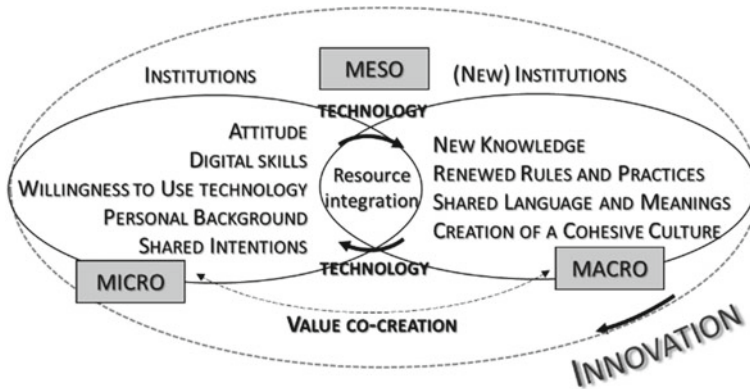 INSTITUTIONS
MESO
(NEW) INSTITUTIONS
TECHNOLOGY
ATTITUDE
DIGITAL SKILLS
WILLINGNESS TO USE TECHNOLOGY
PERSONAL BACKGROUND
SHARED INTENTIONS
Resource
integration
NEW KNOWLEDGE
RENEWED RULES AND PRACTICES
SHARED LANGUAGE AND MEANINGS
CREATION OF A COHESIVE CULTURE
TECHNOLOGY
MICRO
MACRO
VALUE CO-CREATION
INNOVATION